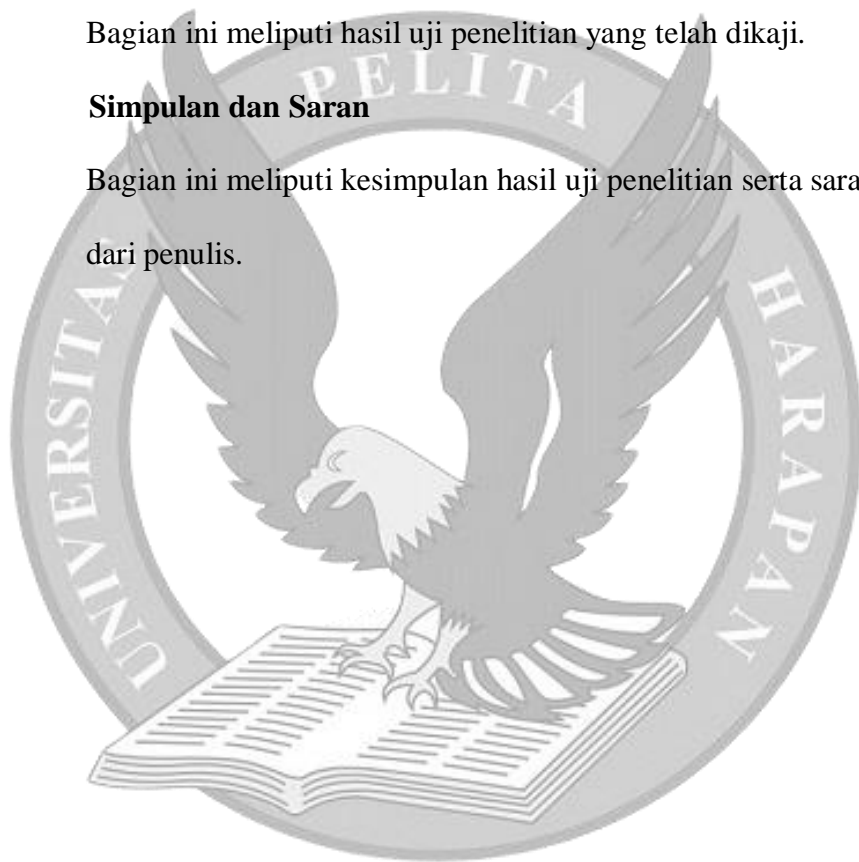 Bagian ini meliputi hasil uji penelitian yang telah dikaji.
PELITA
Simpulan dan Saran
Bagian ini meliputi kesimpulan hasil uji penelitian serta sara
dari penulis.
UNIVERSITAS
HARAPAN